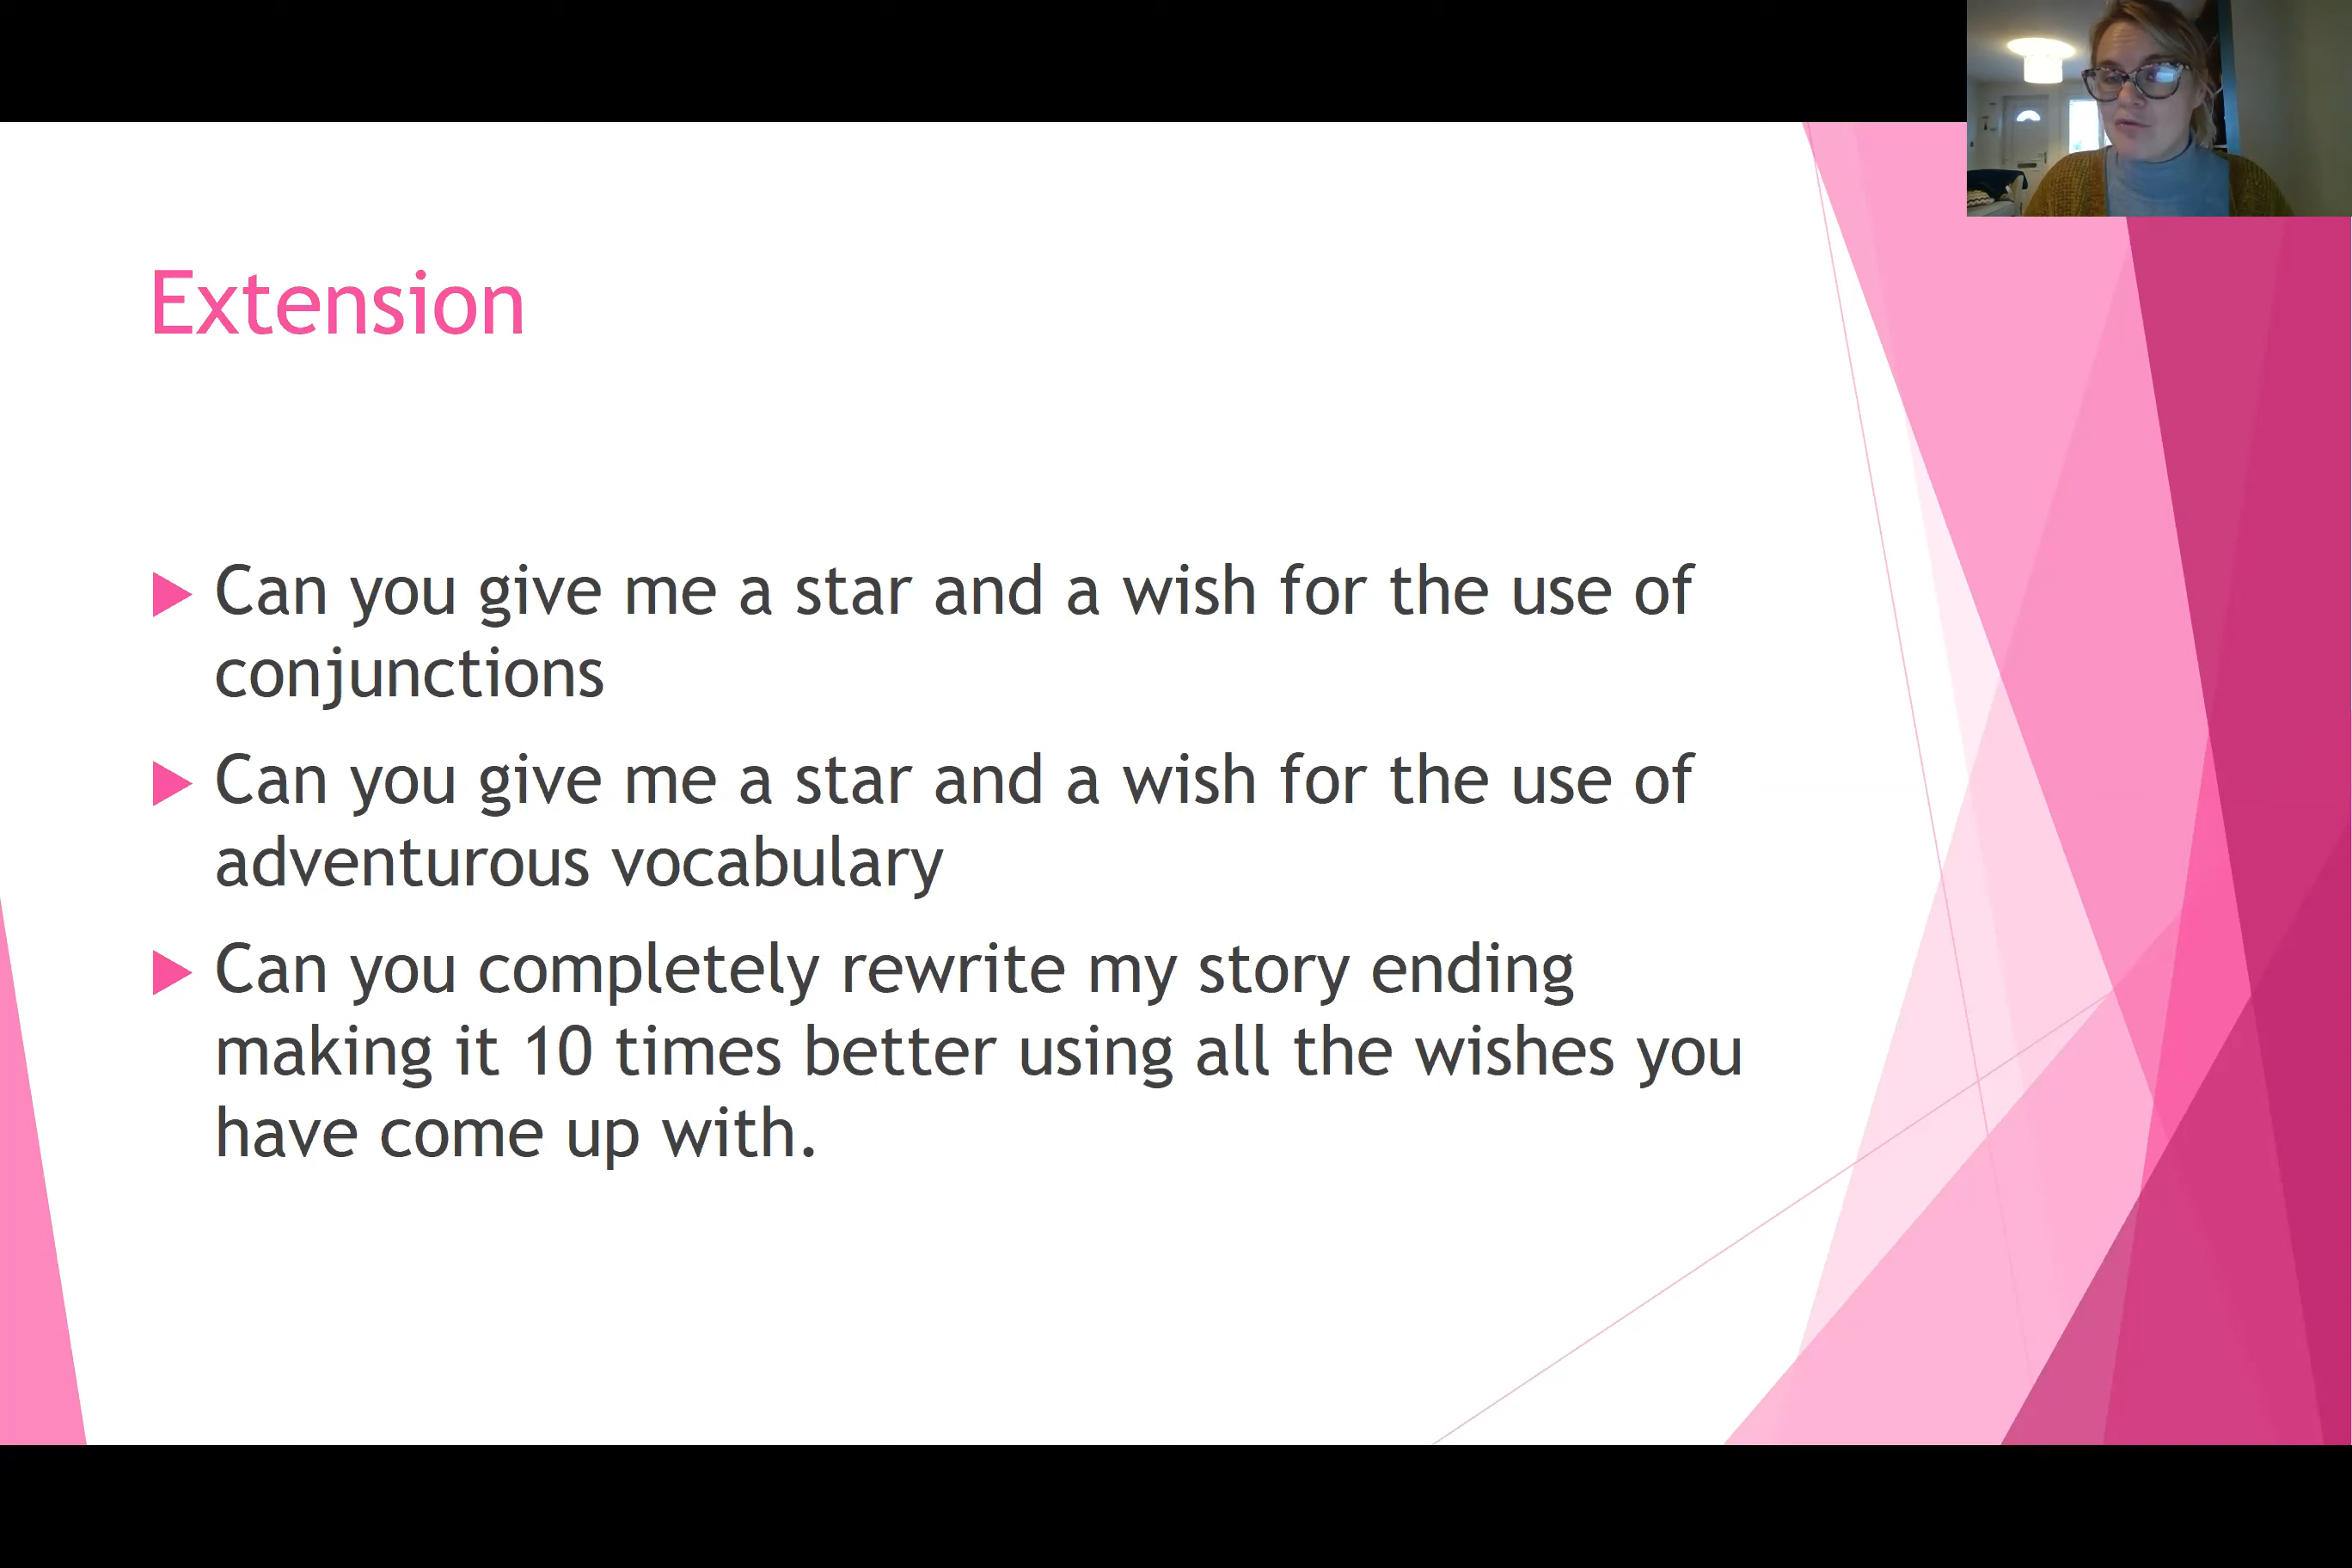 Extension
Can you give me a star and a wish for the use of
conjunctions
Can you give me a star and a wish for the use of
adventurous vocabulary
Can you completely rewrite my story ending
making it 10 times better using all the wishes you
have come up with.